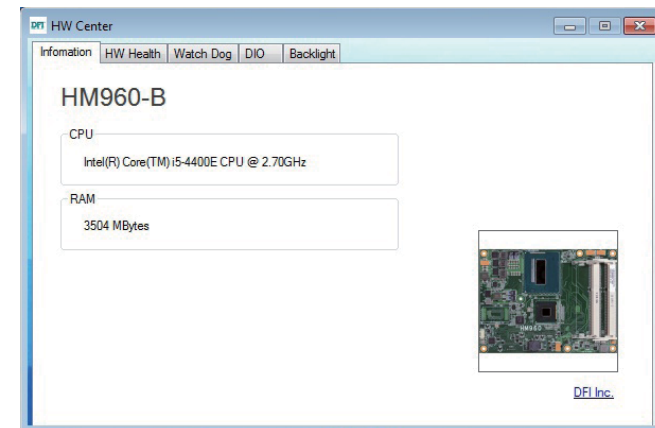 DFI HW Center
Infomation HW Health Watch Dog DIO Backlight
HM960-B
CPU
Intel(R) Core(TM) i5-4400E CPU @ 2.70GHz
RAM
3504 MBytes
HM960
DFI Inc.